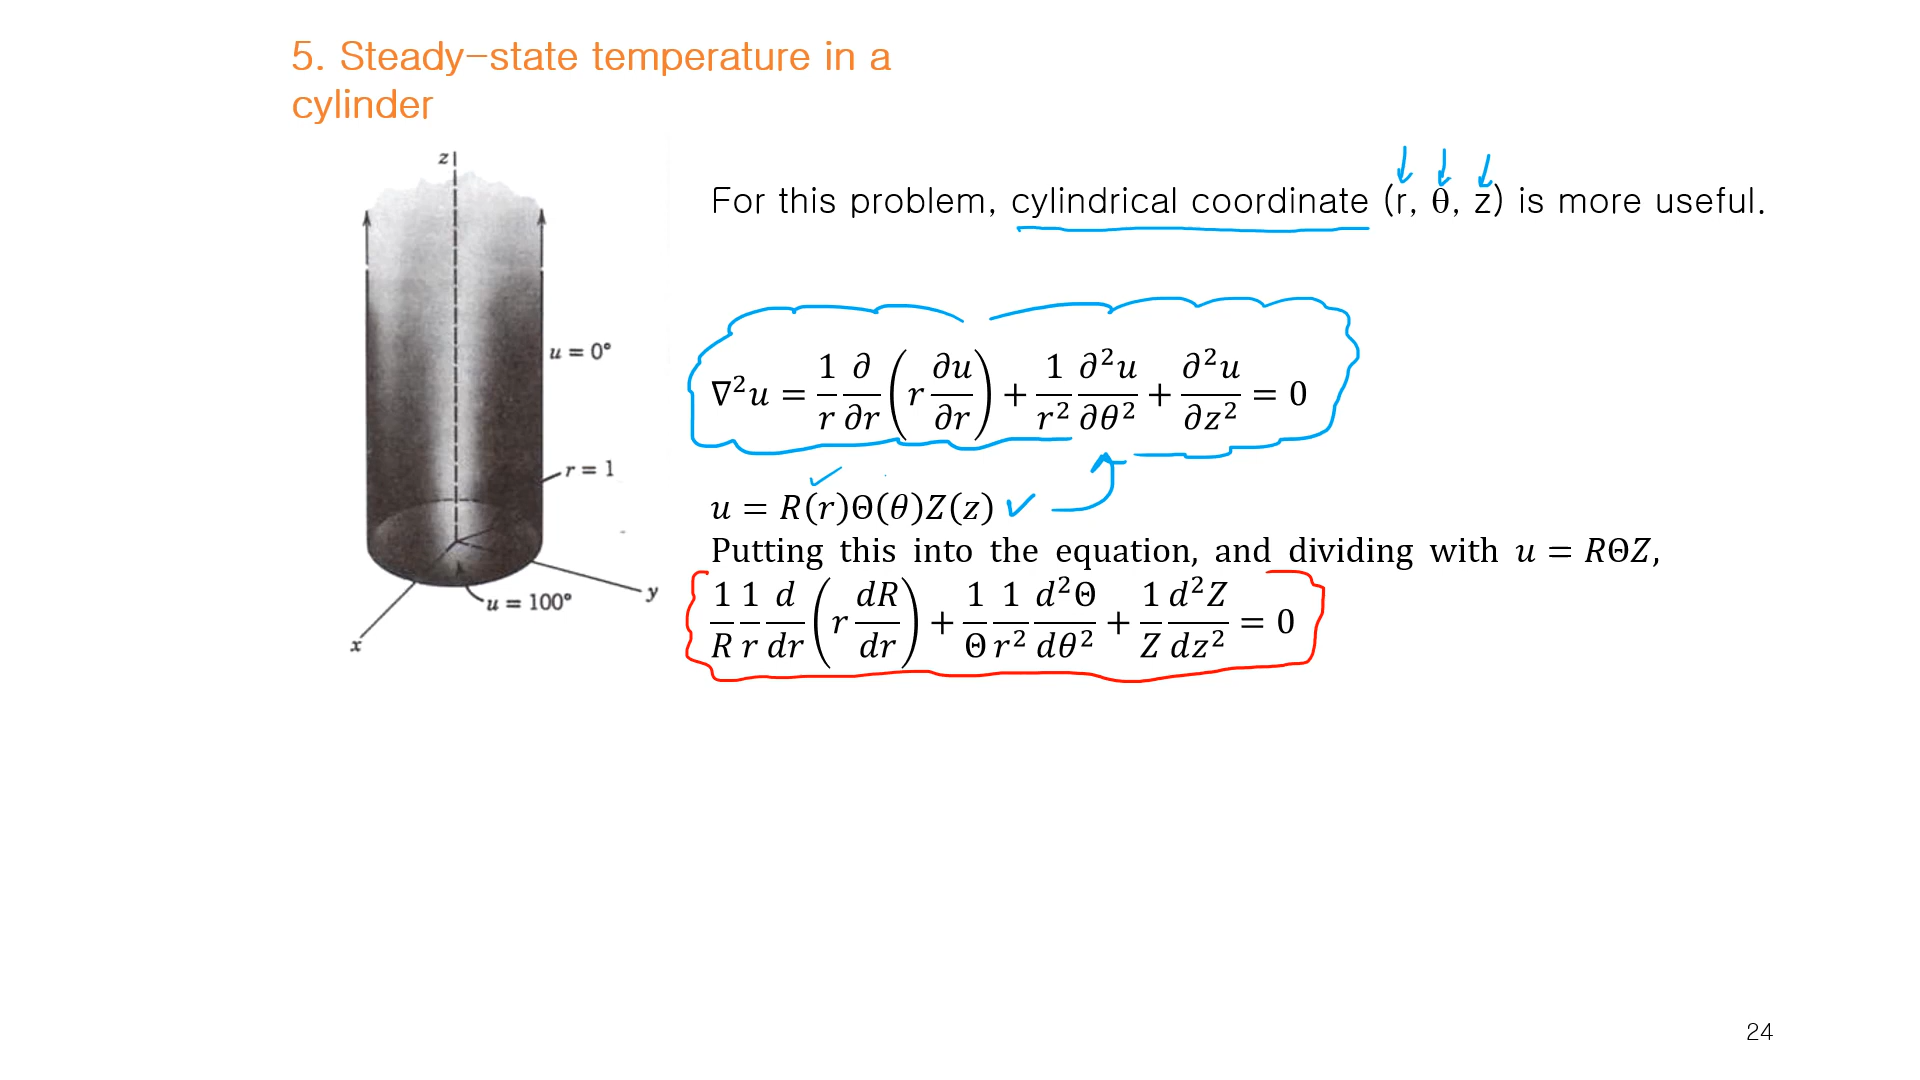 5. Steady-state temperature in a
cylinder
z
u = 0°
r = 1
y
u = 100°
x
For this problem, cylindrical coordinate (r, θ, z) is more useful.
∇²u = 1/r ∂/∂r (r ∂u/∂r) + 1/r² ∂²u/∂θ² + ∂²u/∂z² = 0
u = R(r)Θ(θ)Z(z)
Putting this into the equation, and dividing with u = RΘZ,
1/R 1/r d/dr (r dR/dr) + 1/Θ 1/r² d²Θ/dθ² + 1/Z d²Z/dz² = 0
24